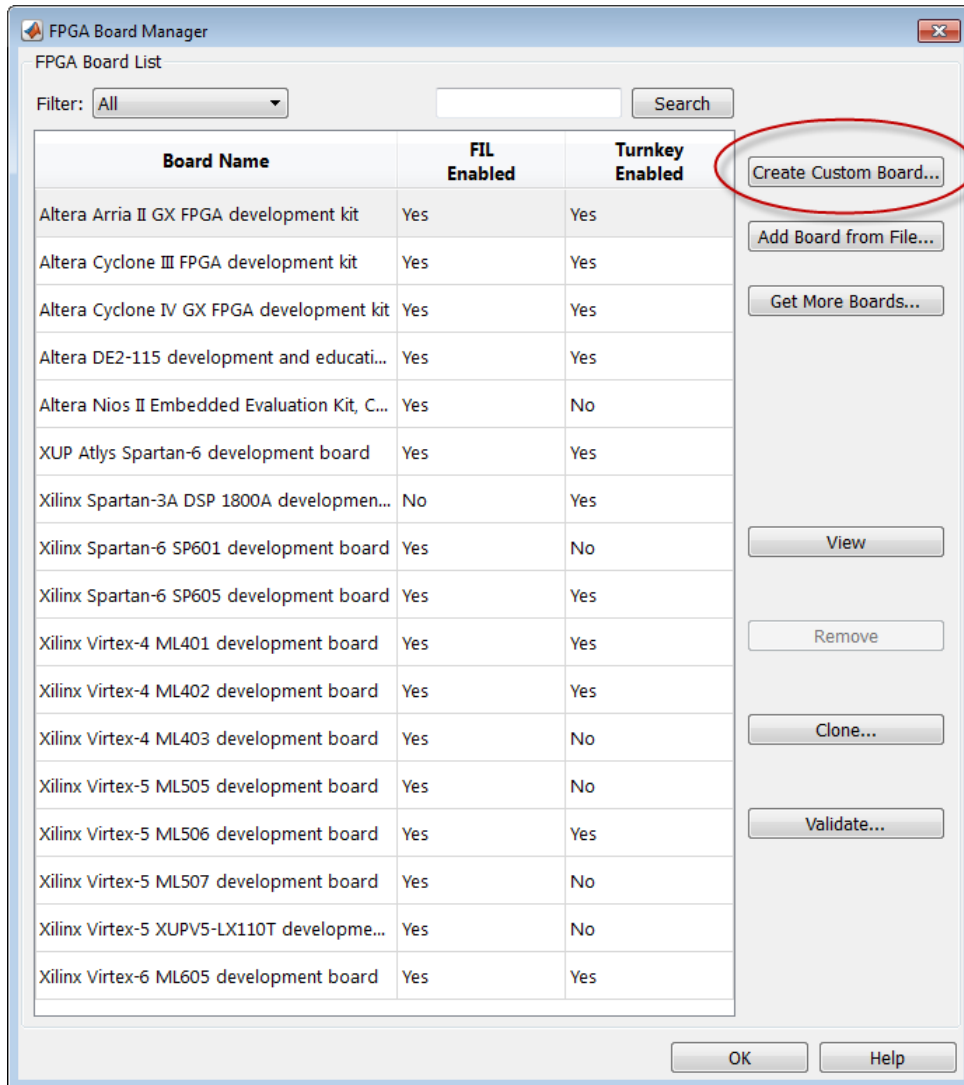 FPGA Board Manager
FPGA Board List
Filter: All Search
Board Name FIL Enabled Turnkey Enabled
Create Custom Board...
Altera Arria II GX FPGA development kit Yes Yes
Add Board from File...
Altera Cyclone III FPGA development kit Yes Yes
Altera Cyclone IV GX FPGA development kit Yes Yes
Get More Boards...
Altera DE2-115 development and educati... Yes Yes
Altera Nios II Embedded Evaluation Kit, C... Yes No
XUP Atlys Spartan-6 development board Yes Yes
Xilinx Spartan-3A DSP 1800A developmen... No Yes
Xilinx Spartan-6 SP601 development board Yes No
View
Xilinx Spartan-6 SP605 development board Yes Yes
Xilinx Virtex-4 ML401 development board Yes Yes
Remove
Xilinx Virtex-4 ML402 development board Yes Yes
Xilinx Virtex-4 ML403 development board Yes No
Clone...
Xilinx Virtex-5 ML505 development board Yes No
Xilinx Virtex-5 ML506 development board Yes Yes
Validate...
Xilinx Virtex-5 ML507 development board Yes No
Xilinx Virtex-5 XUPV5-LX110T developme... Yes No
Xilinx Virtex-6 ML605 development board Yes Yes
OK Help